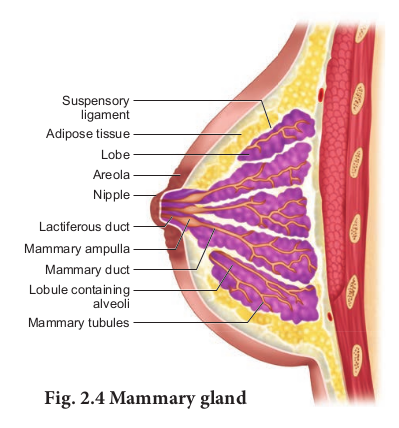 Suspensory
ligament
Adipose tissue
Lobe
Areola
Nipple
Lactiferous duct
Mammary ampulla
Mammary duct
Lobule containing
alveoli
Mammary tubules
Fig. 2.4 Mammary gland